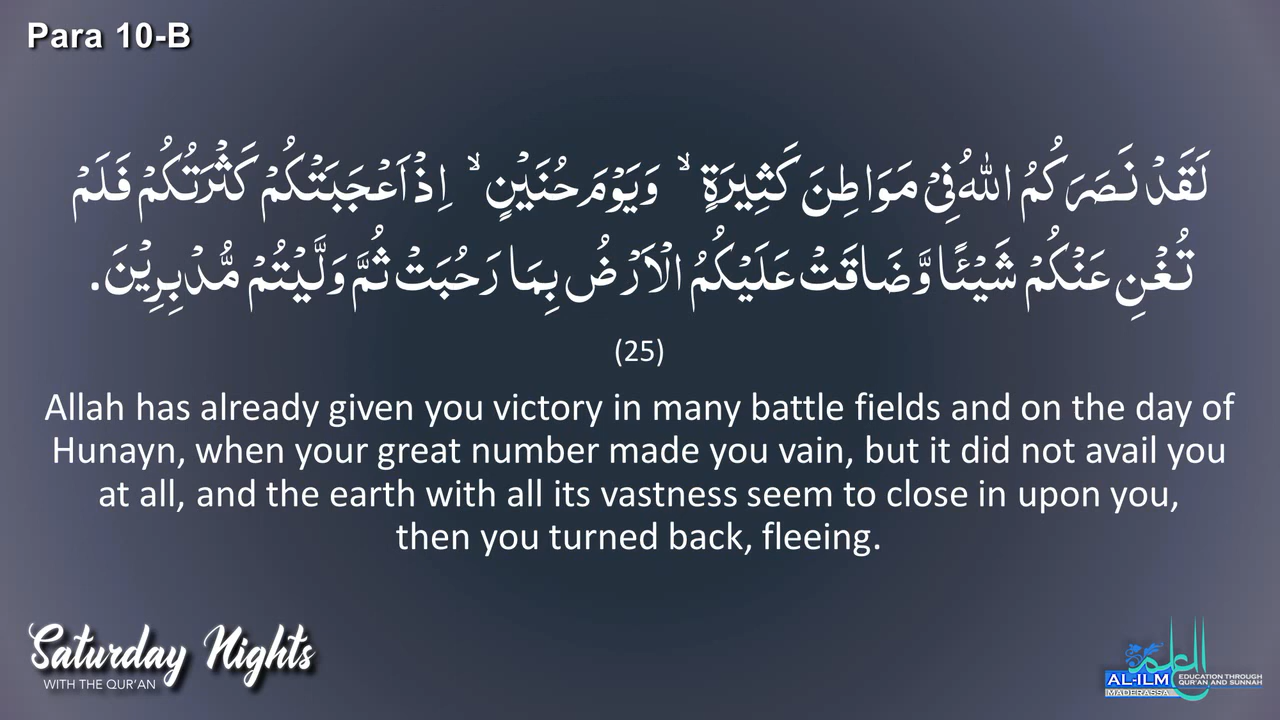 Para 10-B
لَقَدْ نَصَرَكُمُ اللّٰهُ فِیْ مَوَاطِنَ كَثِیْرَةٍ ۙ وَّیَوْمَ حُنَیْنٍ ۙ اِذْ اَعْجَبَتْكُمْ كَثْرَتُكُمْ فَلَمْ
تُغْنِ عَنْكُمْ شَیْـًٔا وَّضَاقَتْ عَلَیْكُمُ الْاَرْضُ بِمَا رَحُبَتْ ثُمَّ وَلَّیْتُمْ مُّدْبِرِیْنَ.
(25)
Allah has already given you victory in many battle fields and on the day of
Hunayn, when your great number made you vain, but it did not avail you
at all, and the earth with all its vastness seem to close in upon you,
then you turned back, fleeing.
Saturday Nights
WITH THE QUR'AN
العلم
AL-ILM
MADERASSA
EDUCATION THROUGH
QUR'AN AND SUNNAH